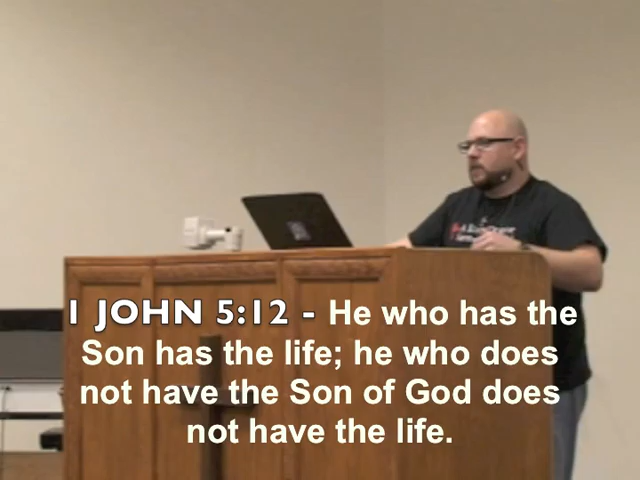 1 JOHN 5:12 - He who has the
Son has the life; he who does
not have the Son of God does
not have the life.